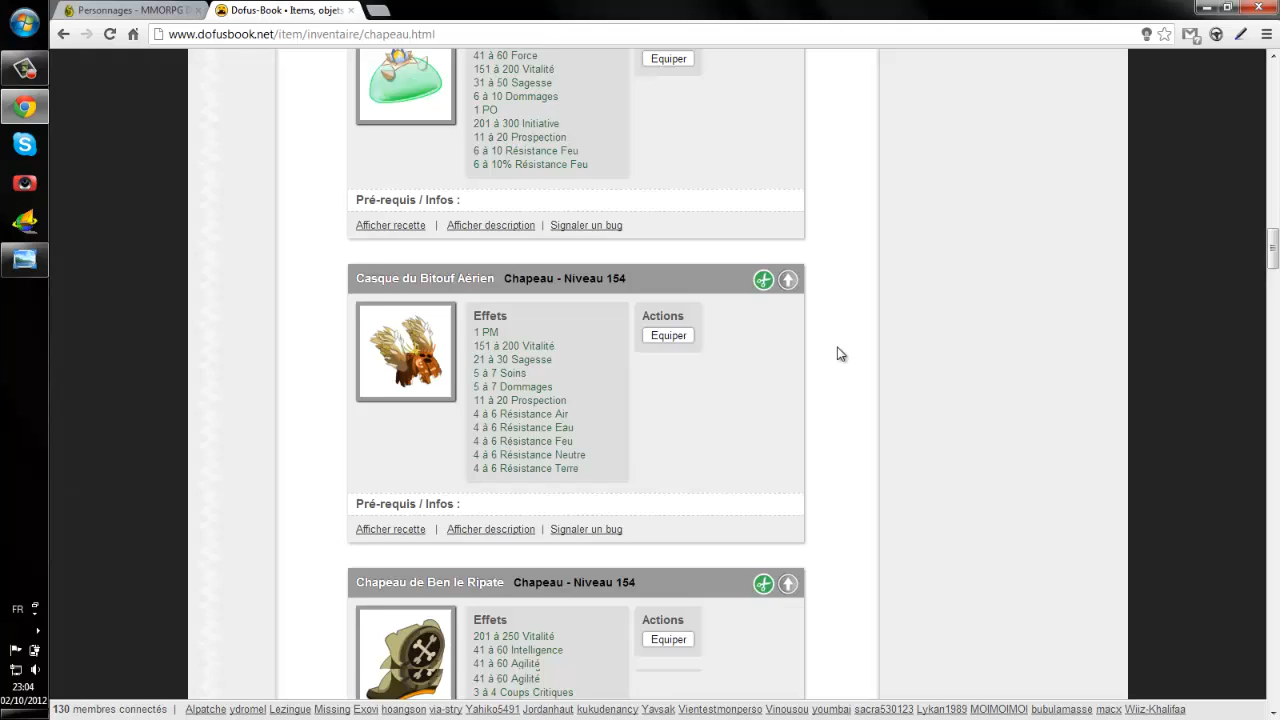 Personnages - MMORPG D
Dofus-Book • Items, objets
www.dofusbook.net/item/inventaire/chapeau.html
41 à 60 Force
151 à 200 Vitalité
31 à 50 Sagesse
6 à 10 Dommages
1 PO
201 à 300 Initiative
11 à 20 Prospection
6 à 10 Résistance Feu
6 à 10% Résistance Feu
Equiper
Pré-requis / Infos :
Afficher recette | Afficher description | Signaler un bug
Casque du Bitouf Aérien Chapeau - Niveau 154
Effets
1 PM
151 à 200 Vitalité
21 à 30 Sagesse
5 à 7 Soins
5 à 7 Dommages
11 à 20 Prospection
4 à 6 Résistance Air
4 à 6 Résistance Eau
4 à 6 Résistance Feu
4 à 6 Résistance Neutre
4 à 6 Résistance Terre
Actions
Equiper
Pré-requis / Infos :
Afficher recette | Afficher description | Signaler un bug
Chapeau de Ben le Ripate Chapeau - Niveau 154
Effets
201 à 250 Vitalité
41 à 60 Intelligence
41 à 60 Agilité
41 à 60 Agilité
3 à 4 Coups Critiques
Actions
Equiper
FR
23:04
02/10/2012
130 membres connectés | Alpatche ydromel Lezingue Missing Exovi hoangson via-stry Yariko5491 Jordanhaut kukudenancy Yavsak Vientetmontrerso Vinousou youmbai sacra530123 Lykan1989 MOIMOIMOI bubulamasse macx Wiiz-Khalifaa